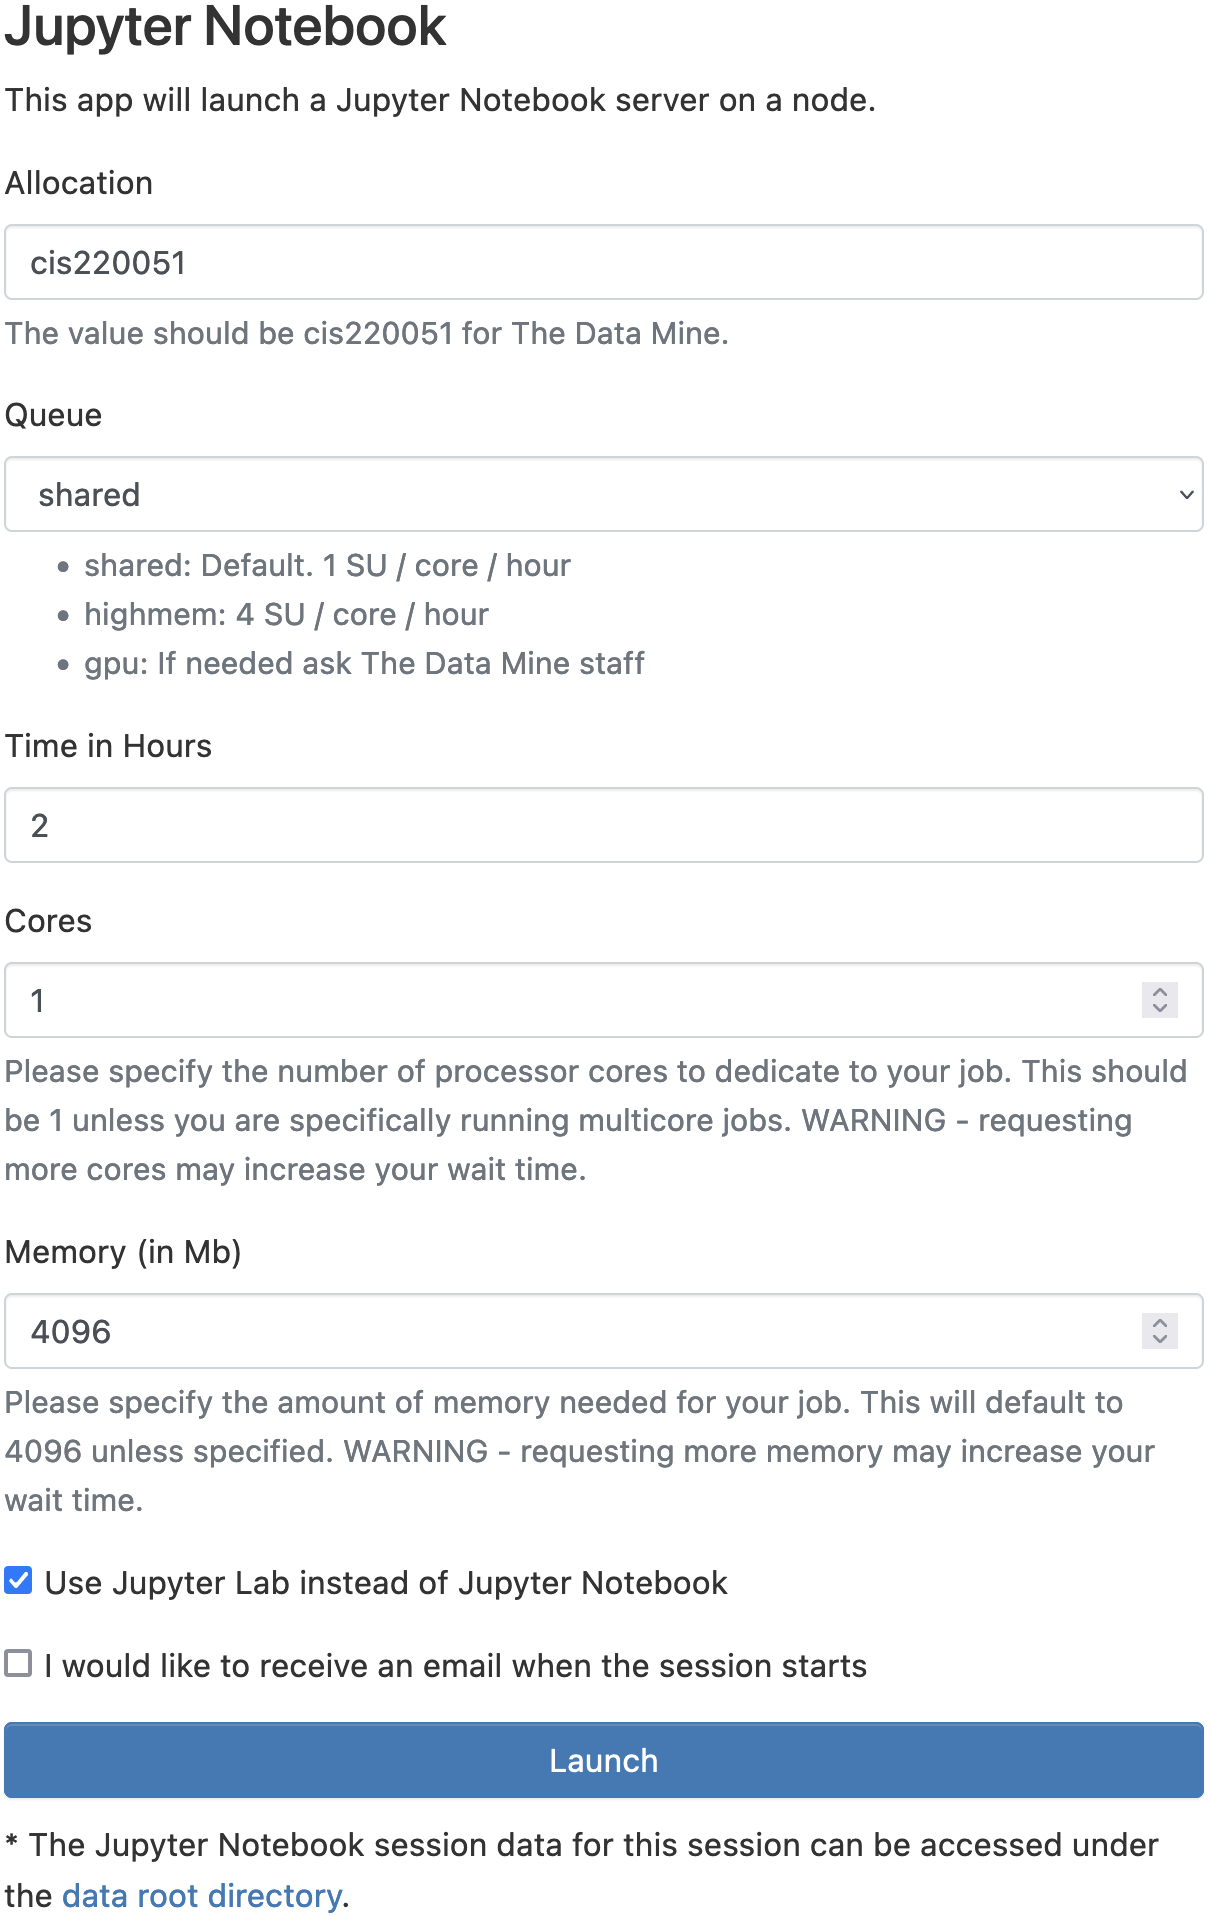 Jupyter Notebook
This app will launch a Jupyter Notebook server on a node.
Allocation
cis220051
The value should be cis220051 for The Data Mine.
Queue
shared
• shared: Default. 1 SU / core / hour
• highmem: 4 SU / core / hour
• gpu: If needed ask The Data Mine staff
Time in Hours
2
Cores
1
Please specify the number of processor cores to dedicate to your job. This should
be 1 unless you are specifically running multicore jobs. WARNING - requesting
more cores may increase your wait time.
Memory (in Mb)
4096
Please specify the amount of memory needed for your job. This will default to
4096 unless specified. WARNING - requesting more memory may increase your
wait time.
Use Jupyter Lab instead of Jupyter Notebook
I would like to receive an email when the session starts
Launch
* The Jupyter Notebook session data for this session can be accessed under
the data root directory.